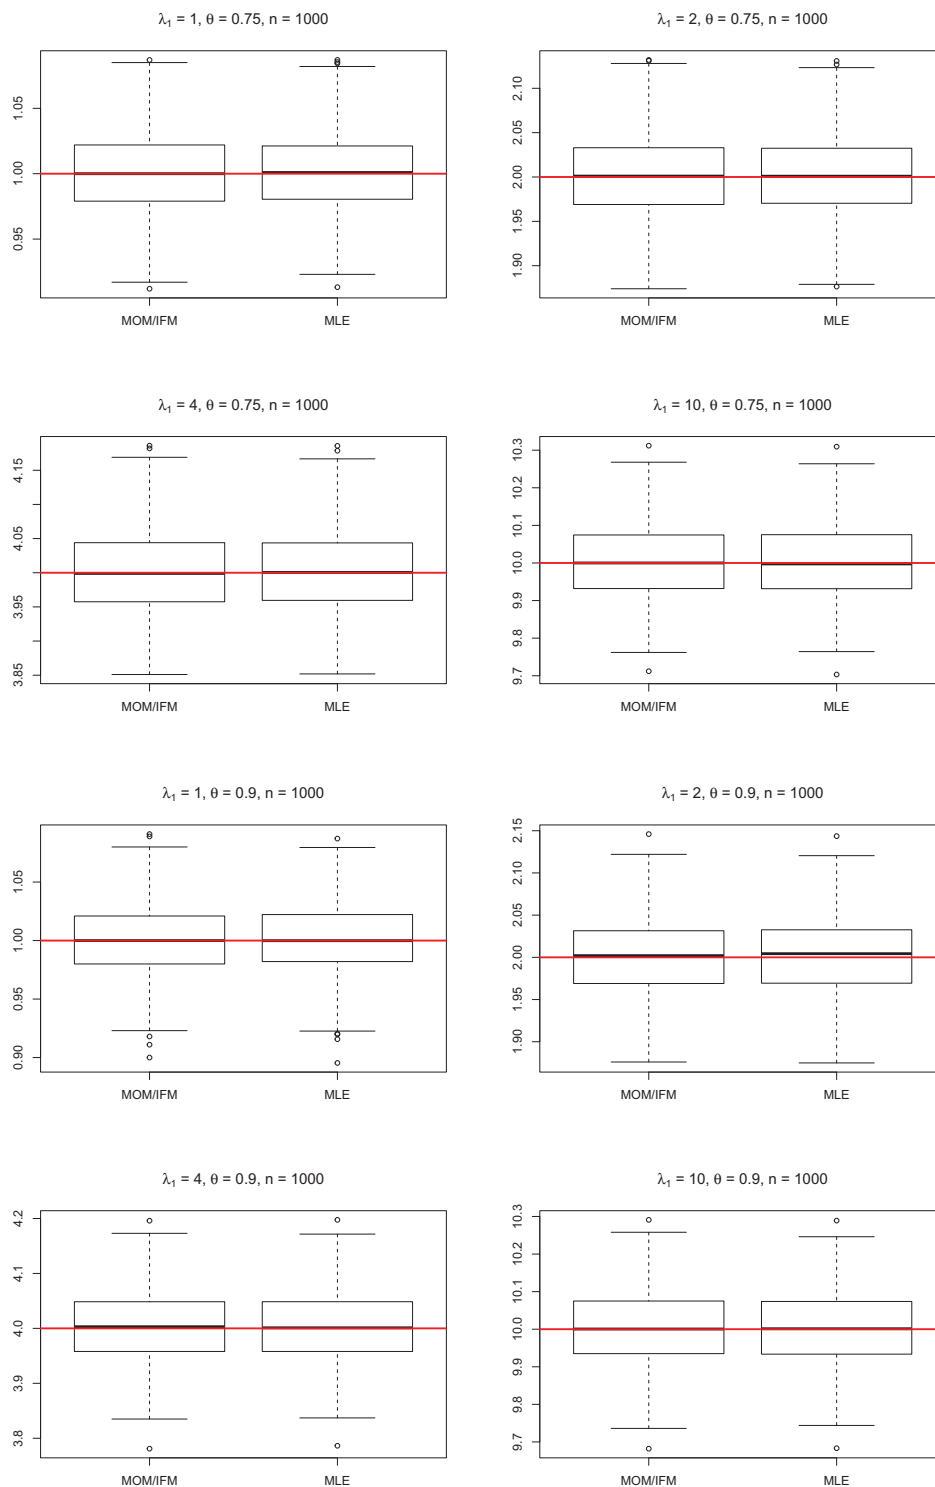 λ₁ = 1, θ = 0.75, n = 1000
1.05
1.00
0.95
MOM/IFM MLE
λ₁ = 2, θ = 0.75, n = 1000
2.10
2.05
2.00
1.95
1.90
MOM/IFM MLE
λ₁ = 4, θ = 0.75, n = 1000
4.15
4.05
3.95
3.85
MOM/IFM MLE
λ₁ = 10, θ = 0.75, n = 1000
10.3
10.2
10.1
10.0
9.9
9.8
9.7
MOM/IFM MLE
λ₁ = 1, θ = 0.9, n = 1000
1.05
1.00
0.95
0.90
MOM/IFM MLE
λ₁ = 2, θ = 0.9, n = 1000
2.15
2.10
2.05
2.00
1.95
1.90
MOM/IFM MLE
λ₁ = 4, θ = 0.9, n = 1000
4.2
4.1
4.0
3.9
3.8
MOM/IFM MLE
λ₁ = 10, θ = 0.9, n = 1000
10.3
10.2
10.1
10.0
9.9
9.8
9.7
MOM/IFM MLE